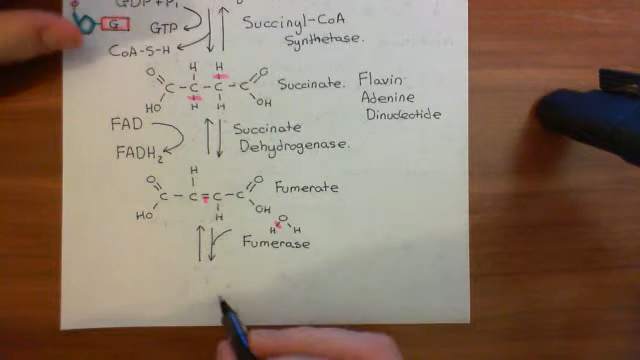 GDP + Pi
G
GTP
Succinyl-CoA
Synthetase.
CoA-S-H
H H
O O
C - C - C - C
HO H H OH
Succinate. Flavin
Adenine
Dinucleotide
FAD
FADH2
Succinate
Dehydrogenase.
H
O O
C - C = C - C
HO H OH
Fumerate
O
H H
Fumerase